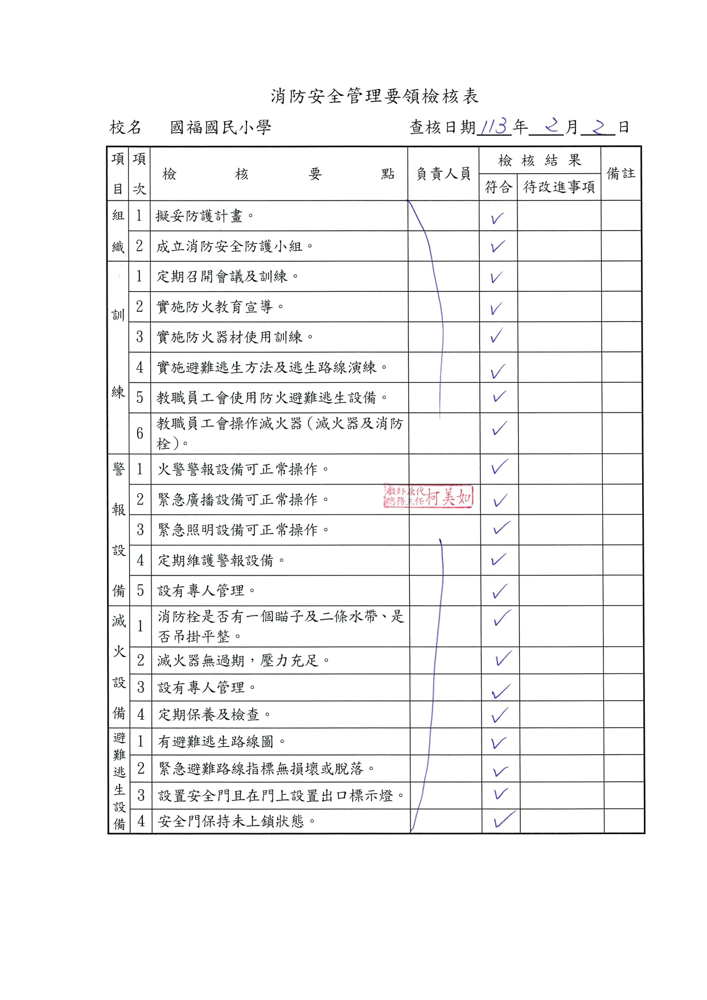 消防安全管理要領檢核表
校名 國福國民小學 查核日期 113 年 2 月 2 日
項目 項次 檢核要點 負責人員 檢核結果 備註
符合 待改進事項
組織 1 擬妥防護計畫。 ✓
2 成立消防安全防護小組。 ✓
訓練 1 定期召開會議及訓練。 ✓
2 實施防火教育宣導。 ✓
3 實施防火器材使用訓練。 ✓
4 實施避難逃生方法及逃生路線演練。 ✓
5 教職員工會使用防火避難逃生設備。 ✓
6 教職員工會操作滅火器(滅火器及消防
栓)。 ✓
警報設備 1 火警警報設備可正常操作。 ✓
2 緊急廣播設備可正常操作。 ✓
教師兼代
總務主任 柯美如
3 緊急照明設備可正常操作。 ✓
4 定期維護警報設備。 ✓
5 設有專人管理。 ✓
滅火設備 1 消防栓是否有一個瞄子及二條水帶、是
否吊掛平整。 ✓
2 滅火器無過期,壓力充足。 ✓
3 設有專人管理。 ✓
4 定期保養及檢查。 ✓
避難逃生設備 1 有避難逃生路線圖。 ✓
2 緊急避難路線指標無損壞或脫落。 ✓
3 設置安全門且在門上設置出口標示燈。 ✓
4 安全門保持未上鎖狀態。 ✓